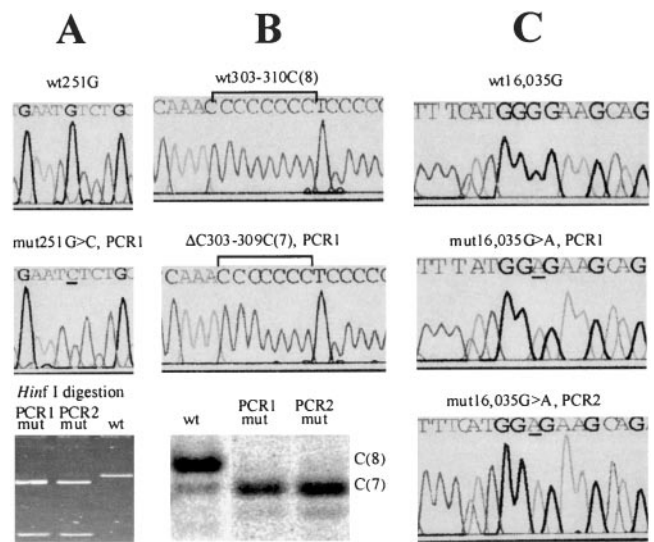 A
B
C
wt251G
wt303-310C(8)
wt16,035G
GAATGTCTGC
CAAACCCCCCCCTCCCCC
TTTCATGGGGAAGCAG
mut251G>C, PCR1
ΔC303-309C(7), PCR1
mut16,035G>A, PCR1
GAATCTCTGC
CAAACCCCCCCTCCCCC
TTTATGGAGAAGCAG
Hinf I digestion
PCR1 PCR2 wt
mut mut
wt PCR1 PCR2
mut mut
C(8)
C(7)
mut16,035G>A, PCR2
TTTCATGGAGAAGCAGA